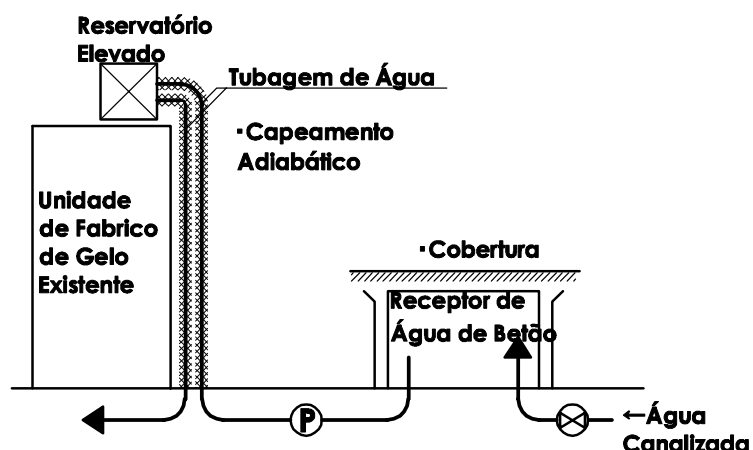 Reservatório
Elevado
Tubagem de Água
·Capeamento
Adiabático
Unidade
de Fabrico
de Gelo
Existente
·Cobertura
Receptor de
Água de Betão
P
←Água
Canalizada